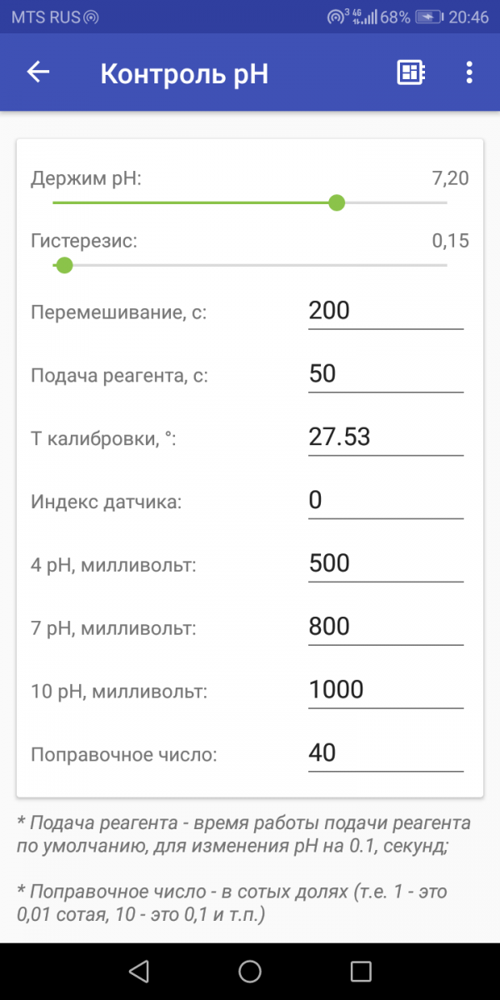 MTS RUS 3 4G 68% 20:46
Контроль pH
Держим pH: 7,20
Гистерезис: 0,15
Перемешивание, с: 200
Подача реагента, с: 50
Т калибровки, °: 27.53
Индекс датчика: 0
4 pH, милливольт: 500
7 pH, милливольт: 800
10 pH, милливольт: 1000
Поправочное число: 40
* Подача реагента - время работы подачи реагента
по умолчанию, для изменения pH на 0.1, секунд;
* Поправочное число - в сотых долях (т.е. 1 - это
0,01 сотая, 10 - это 0,1 и т.п.)